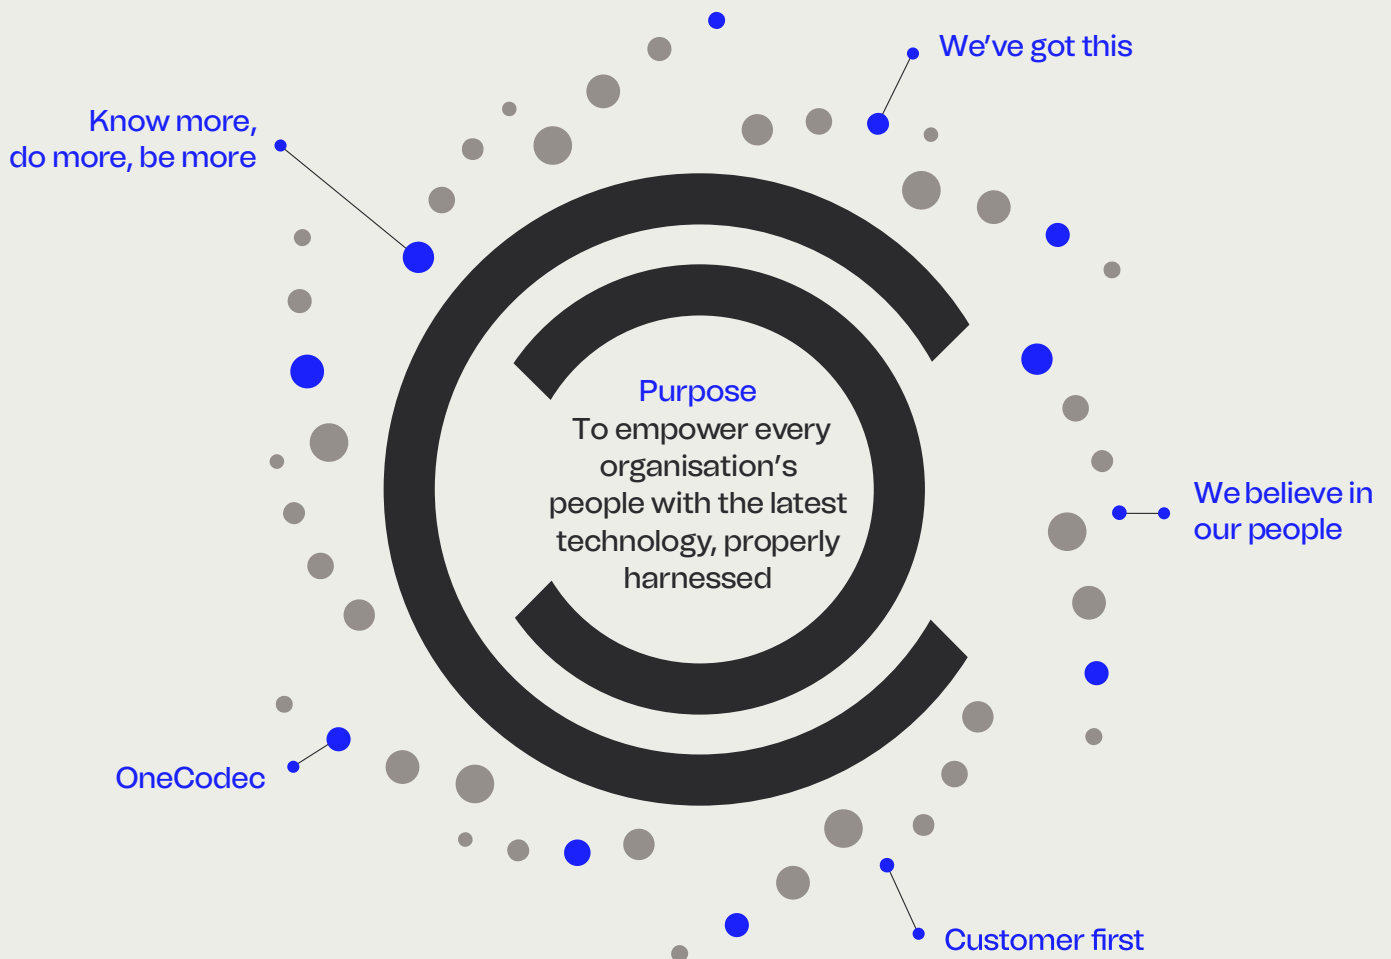 We've got this
Know more,
do more, be more
Purpose
To empower every
organisation's
people with the latest
technology, properly
harnessed
We believe in
our people
OneCodec
Customer first